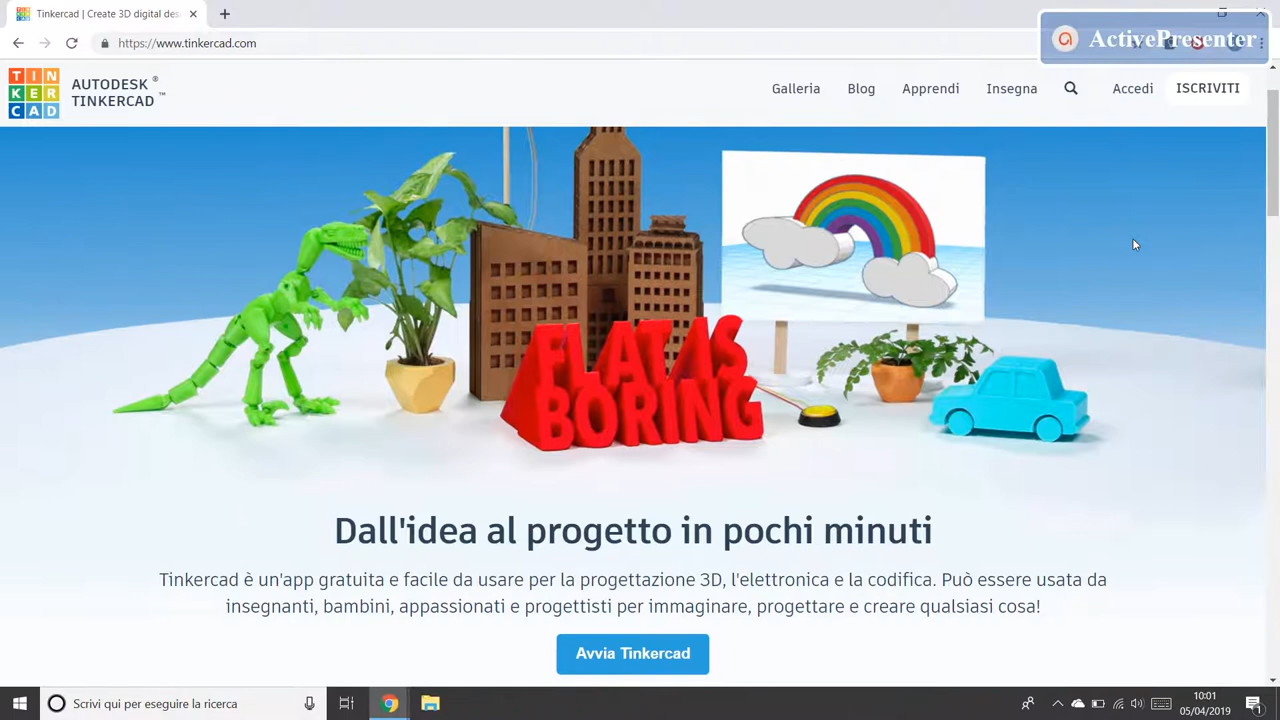 Tinkercad | Create 3D digital des
ActivePresenter
https://www.tinkercad.com
TIN
KER
CAD
AUTODESK ®
TINKERCAD ™
Galleria Blog Apprendi Insegna Accedi ISCRIVITI
FLAT IS
BORING
Dall'idea al progetto in pochi minuti
Tinkercad è un'app gratuita e facile da usare per la progettazione 3D, l'elettronica e la codifica. Può essere usata da
insegnanti, bambini, appassionati e progettisti per immaginare, progettare e creare qualsiasi cosa!
Avvia Tinkercad
Scrivi qui per eseguire la ricerca
10:01
05/04/2019
1